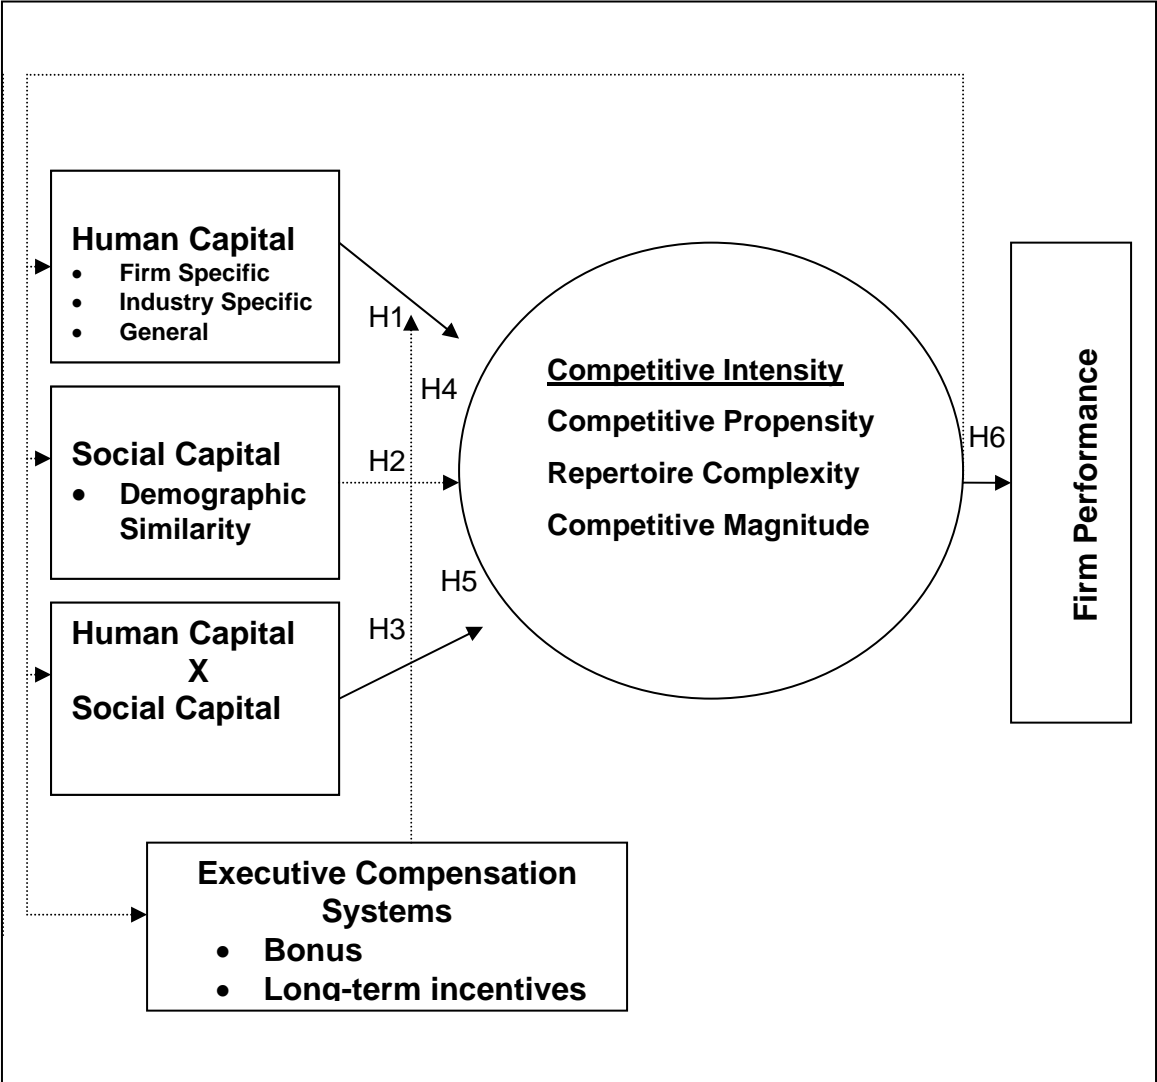 Human Capital
• Firm Specific
• Industry Specific
• General
H1
H4
Social Capital
• Demographic
Similarity
H2
Human Capital
X
Social Capital
H5
H3
Competitive Intensity
Competitive Propensity
Repertoire Complexity
Competitive Magnitude
H6
Firm Performance
Executive Compensation
Systems
• Bonus
• Long-term incentives